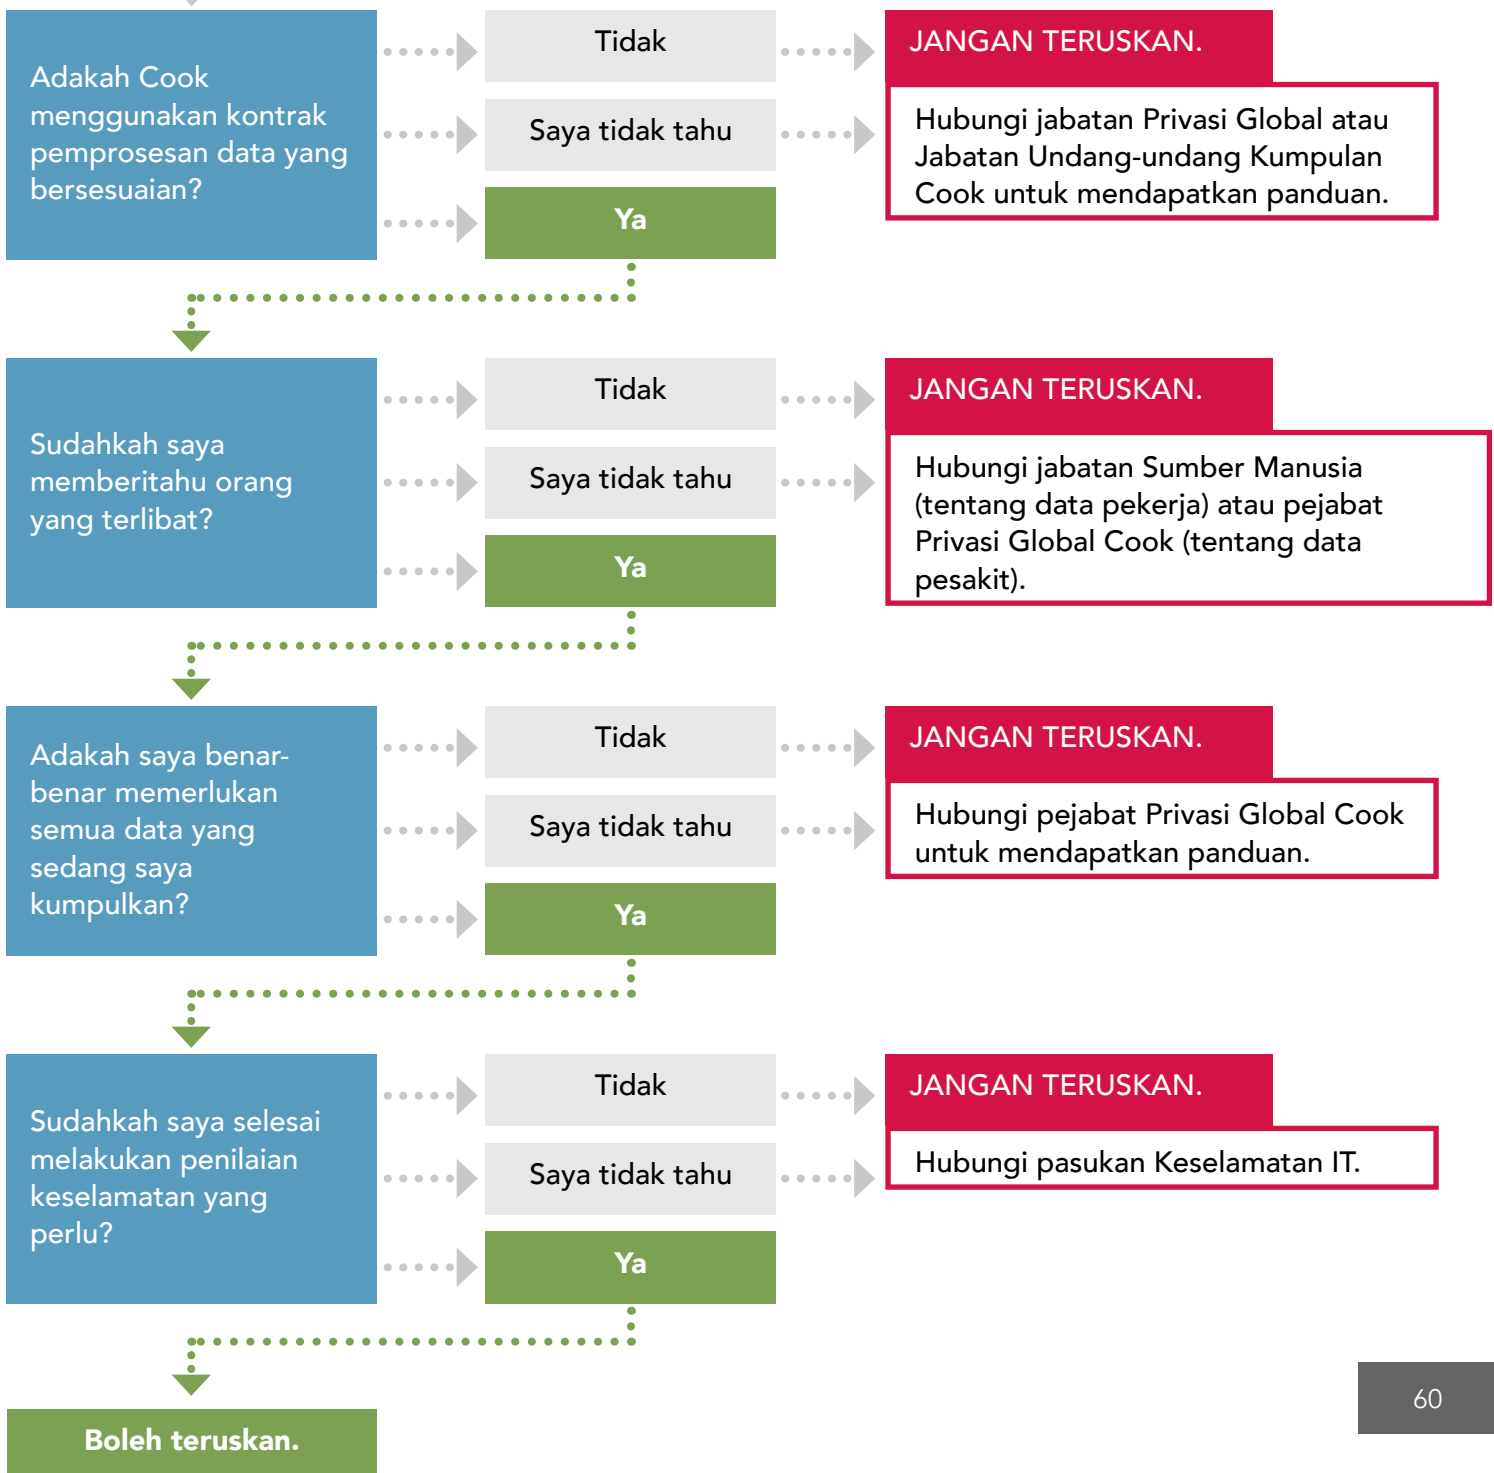 Adakah Cook
menggunakan kontrak
pemprosesan data yang
bersesuaian?
Tidak
Saya tidak tahu
Ya
JANGAN TERUSKAN.
Hubungi jabatan Privasi Global atau
Jabatan Undang-undang Kumpulan
Cook untuk mendapatkan panduan.
Sudahkah saya
memberitahu orang
yang terlibat?
Tidak
Saya tidak tahu
Ya
JANGAN TERUSKAN.
Hubungi jabatan Sumber Manusia
(tentang data pekerja) atau pejabat
Privasi Global Cook (tentang data
pesakit).
Adakah saya benar-
benar memerlukan
semua data yang
sedang saya
kumpulkan?
Tidak
Saya tidak tahu
Ya
JANGAN TERUSKAN.
Hubungi pejabat Privasi Global Cook
untuk mendapatkan panduan.
Sudahkah saya selesai
melakukan penilaian
keselamatan yang
perlu?
Tidak
Saya tidak tahu
Ya
JANGAN TERUSKAN.
Hubungi pasukan Keselamatan IT.
Boleh teruskan.
60